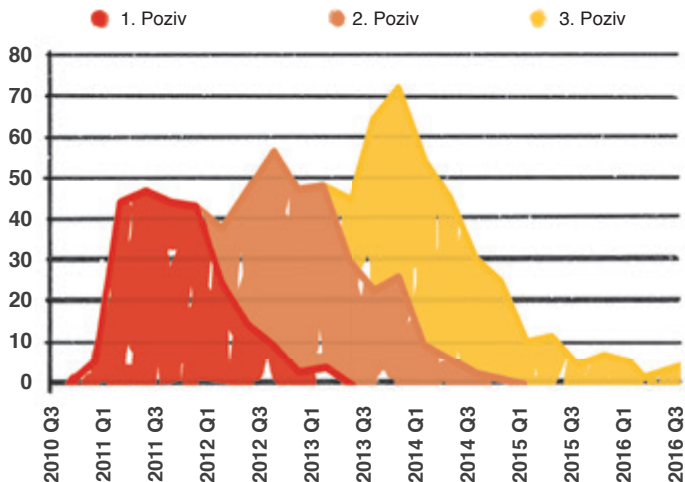 1. Poziv 2. Poziv 3. Poziv
80
70
60
50
40
30
20
10
0
2010 Q3
2011 Q1
2011 Q3
2012 Q1
2012 Q3
2013 Q1
2013 Q3
2014 Q1
2014 Q3
2015 Q1
2015 Q3
2016 Q1
2016 Q3